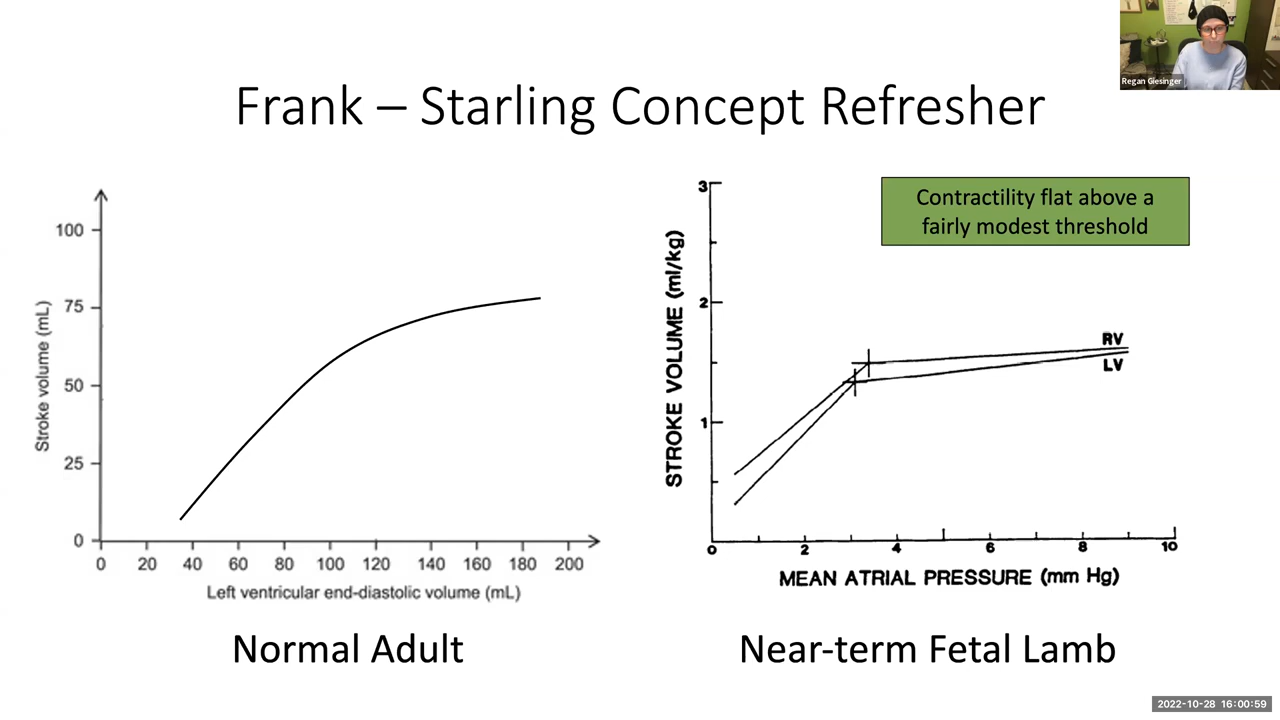 Regan Giesinger
Frank – Starling Concept Refresher
Stroke volume (mL)
100
75
50
25
0
0 20 40 60 80 100 120 140 160 180 200
Left ventricular end-diastolic volume (mL)
Normal Adult
Contractility flat above a
fairly modest threshold
STROKE VOLUME (ml/kg)
3
2
1
RV
LV
0 2 4 6 8 10
MEAN ATRIAL PRESSURE (mm Hg)
Near-term Fetal Lamb
2022-10-28 16:00:59